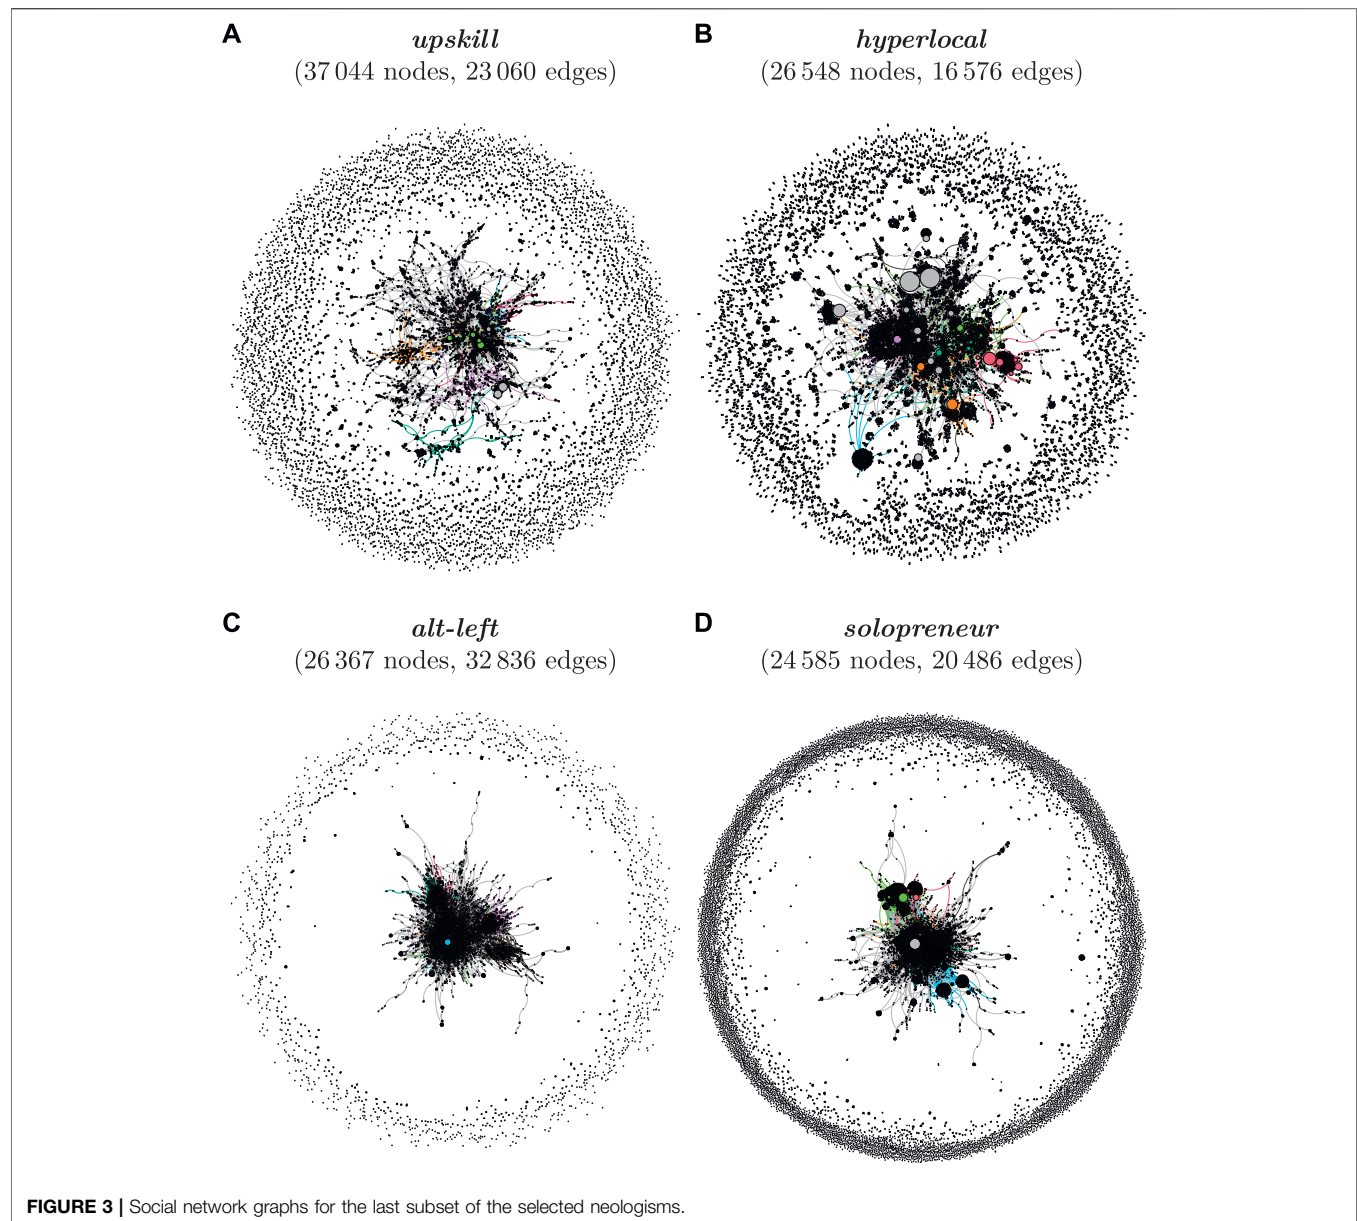 A
upskill
(37 044 nodes, 23 060 edges)
B
hyperlocal
(26 548 nodes, 16 576 edges)
C
alt-left
(26 367 nodes, 32 836 edges)
D
solopreneur
(24 585 nodes, 20 486 edges)
FIGURE 3 | Social network graphs for the last subset of the selected neologisms.